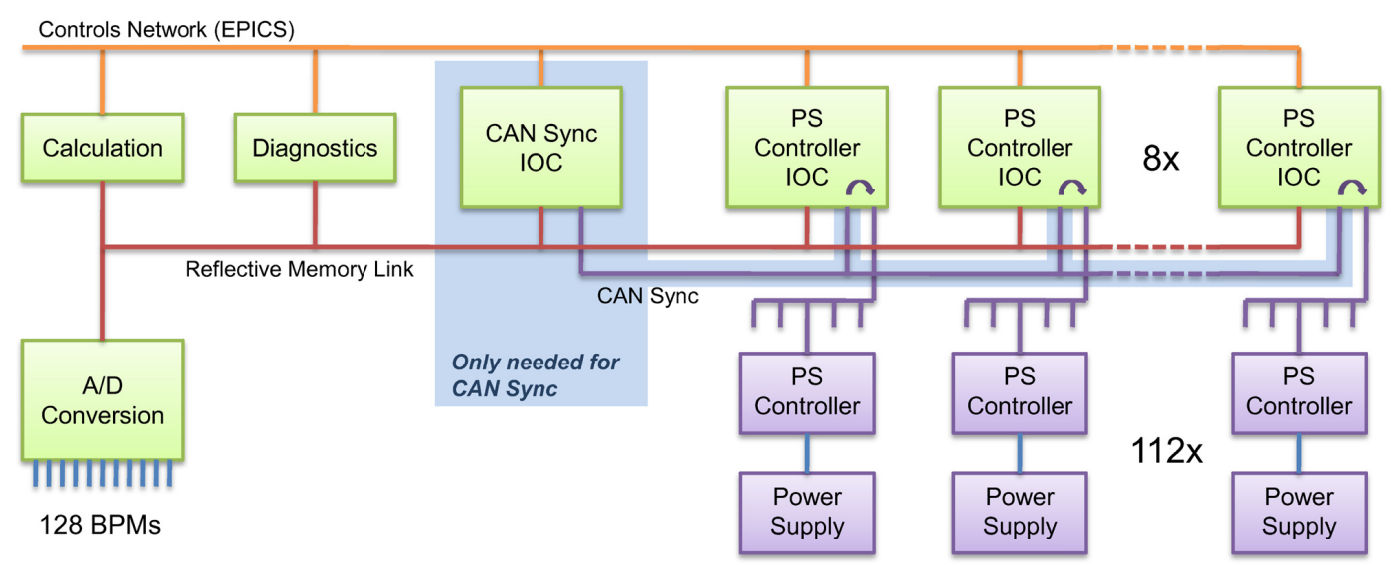 Controls Network (EPICS)
Calculation
Diagnostics
CAN Sync
IOC
PS
Controller
IOC
PS
Controller
IOC
8x
PS
Controller
IOC
Reflective Memory Link
CAN Sync
Only needed for
CAN Sync
A/D
Conversion
128 BPMs
PS
Controller
PS
Controller
PS
Controller
112x
Power
Supply
Power
Supply
Power
Supply